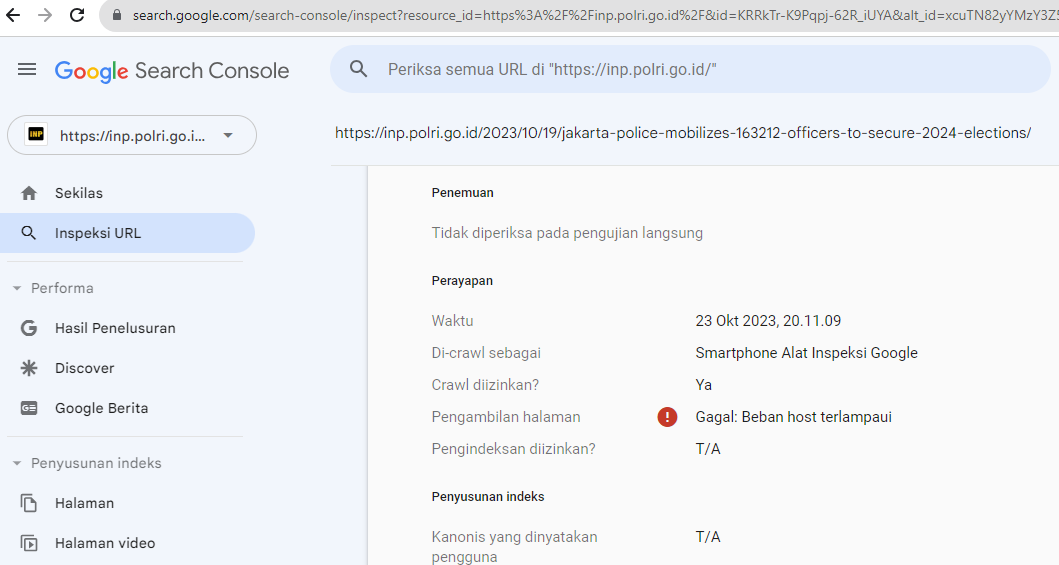 search.google.com/search-console/inspect?resource_id=https%3A%2F%2Finp.polri.go.id%2F&id=KRRkTr-K9Pqpj-62R_iUYA&alt_id=xcuTN82yYMzY3Z
Google Search Console
Periksa semua URL di "https://inp.polri.go.id/"
INP
https://inp.polri.go.i...
https://inp.polri.go.id/2023/10/19/jakarta-police-mobilizes-163212-officers-to-secure-2024-elections/
Sekilas
Inspeksi URL
Performa
Hasil Penelusuran
Discover
Google Berita
Penyusunan indeks
Halaman
Halaman video
Penemuan
Tidak diperiksa pada pengujian langsung
Perayapan
Waktu 23 Okt 2023, 20.11.09
Di-crawl sebagai Smartphone Alat Inspeksi Google
Crawl diizinkan? Ya
Pengambilan halaman Gagal: Beban host terlampaui
Pengindeksan diizinkan? T/A
Penyusunan indeks
Kanonis yang dinyatakan T/A
pengguna